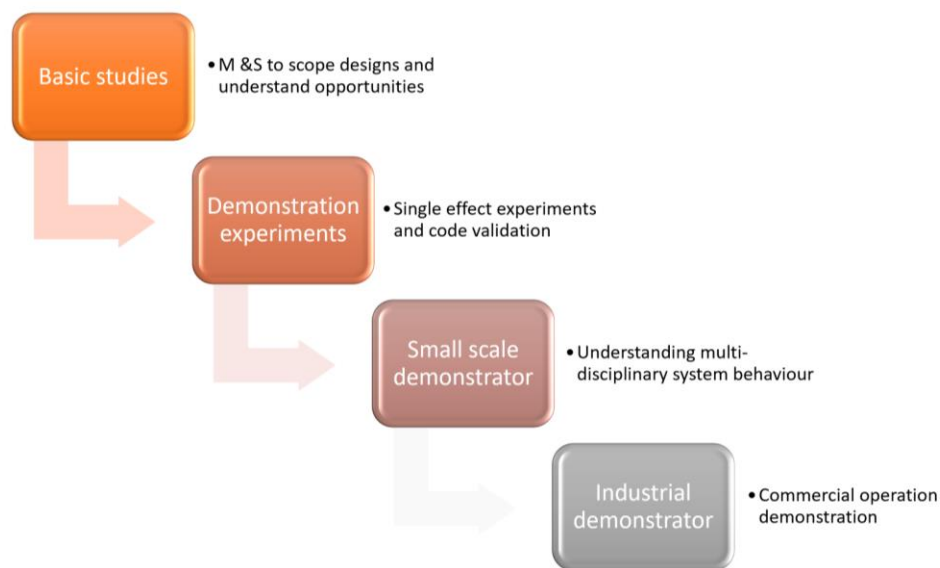 Basic studies
•M &S to scope designs and
understand opportunities
Demonstration
experiments
•Single effect experiments
and code validation
Small scale
demonstrator
•Understanding multi-
disciplinary system behaviour
Industrial
demonstrator
•Commercial operation
demonstration